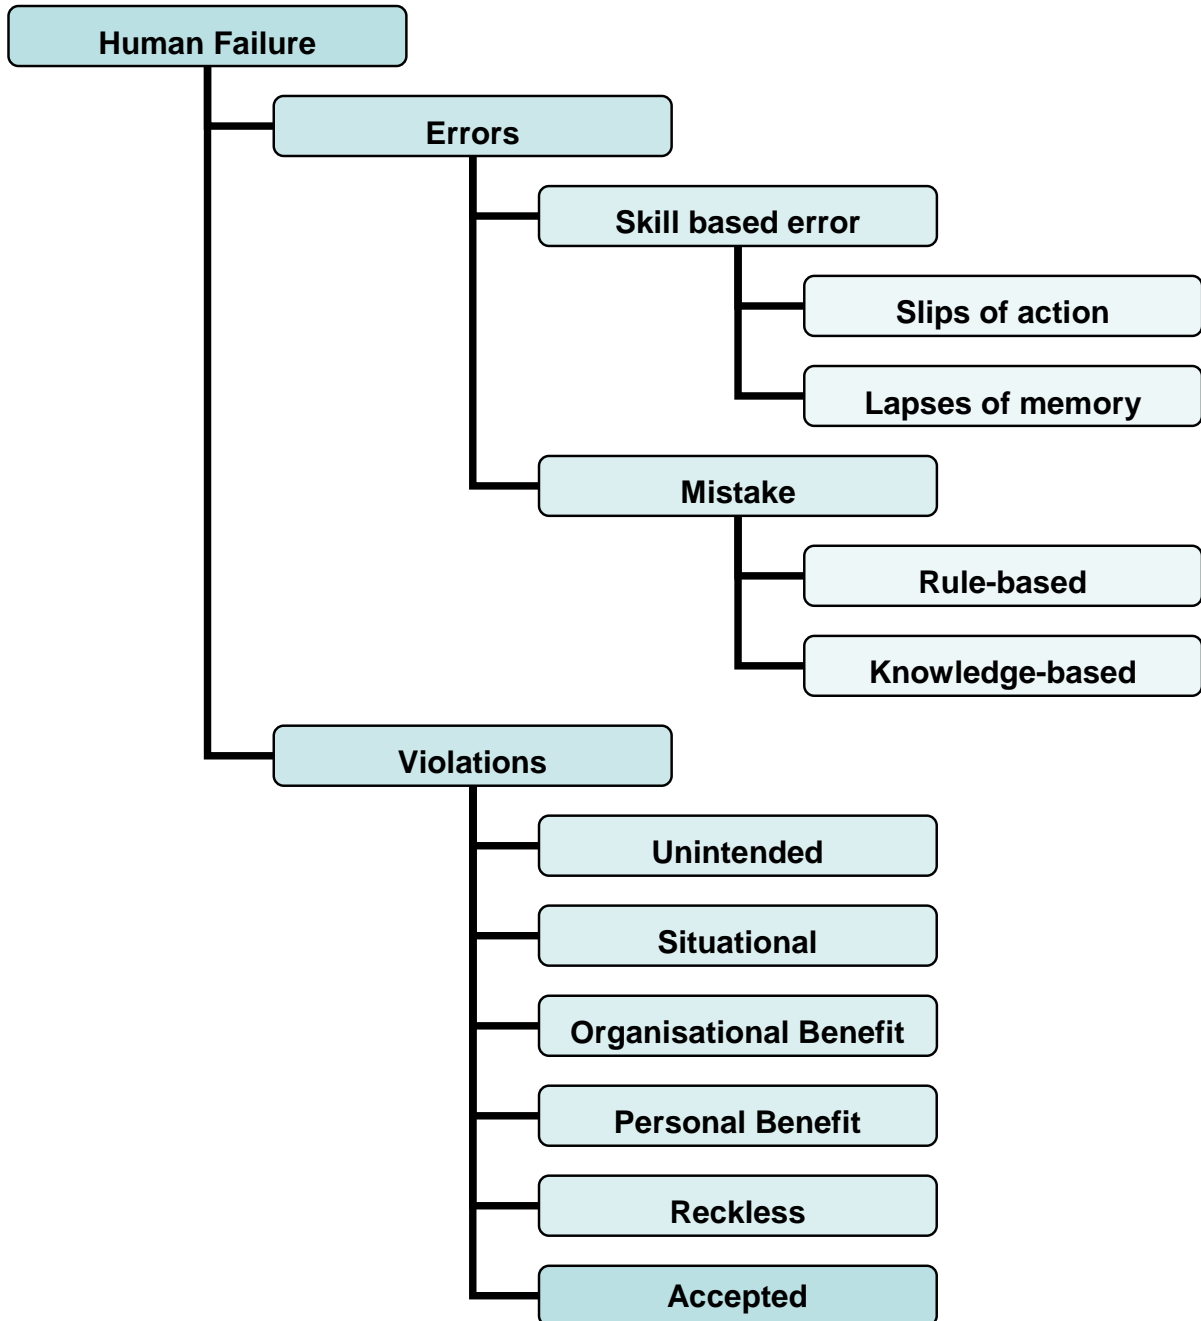 Human Failure
Errors
Skill based error
Slips of action
Lapses of memory
Mistake
Rule-based
Knowledge-based
Violations
Unintended
Situational
Organisational Benefit
Personal Benefit
Reckless
Accepted